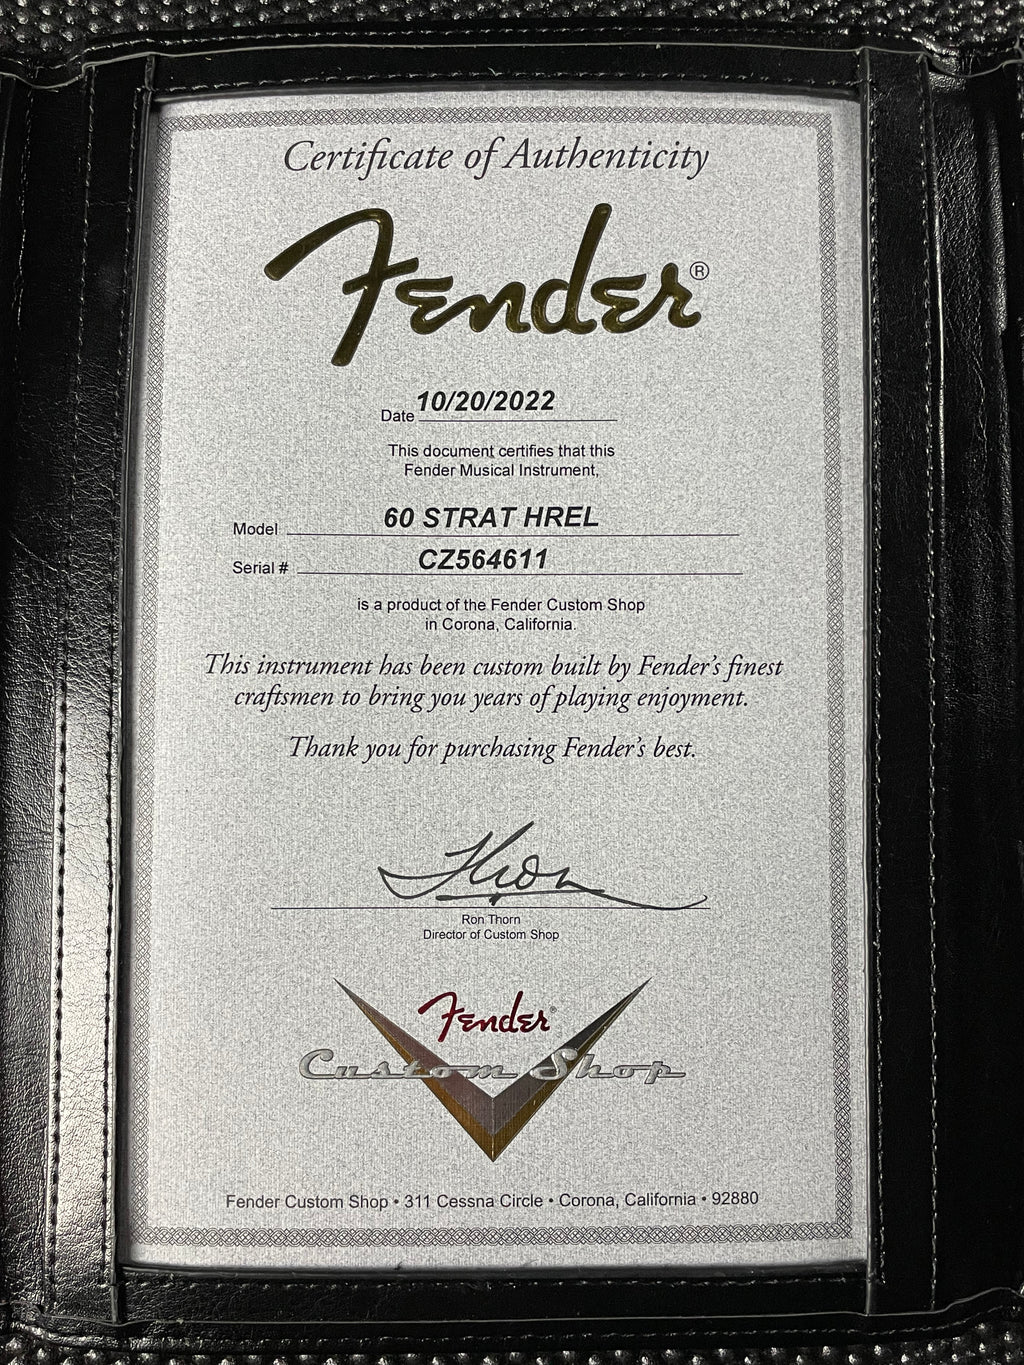 Certificate of Authenticity
Fender®
Date 10/20/2022
This document certifies that this
Fender Musical Instrument,
Model 60 STRAT HREL
Serial # CZ564611
is a product of the Fender Custom Shop
in Corona, California.
This instrument has been custom built by Fender's finest
craftsmen to bring you years of playing enjoyment.
Thank you for purchasing Fender's best.
Thorn
Ron Thorn
Director of Custom Shop
Fender®
Custom Shop
Fender Custom Shop • 311 Cessna Circle • Corona, California • 92880